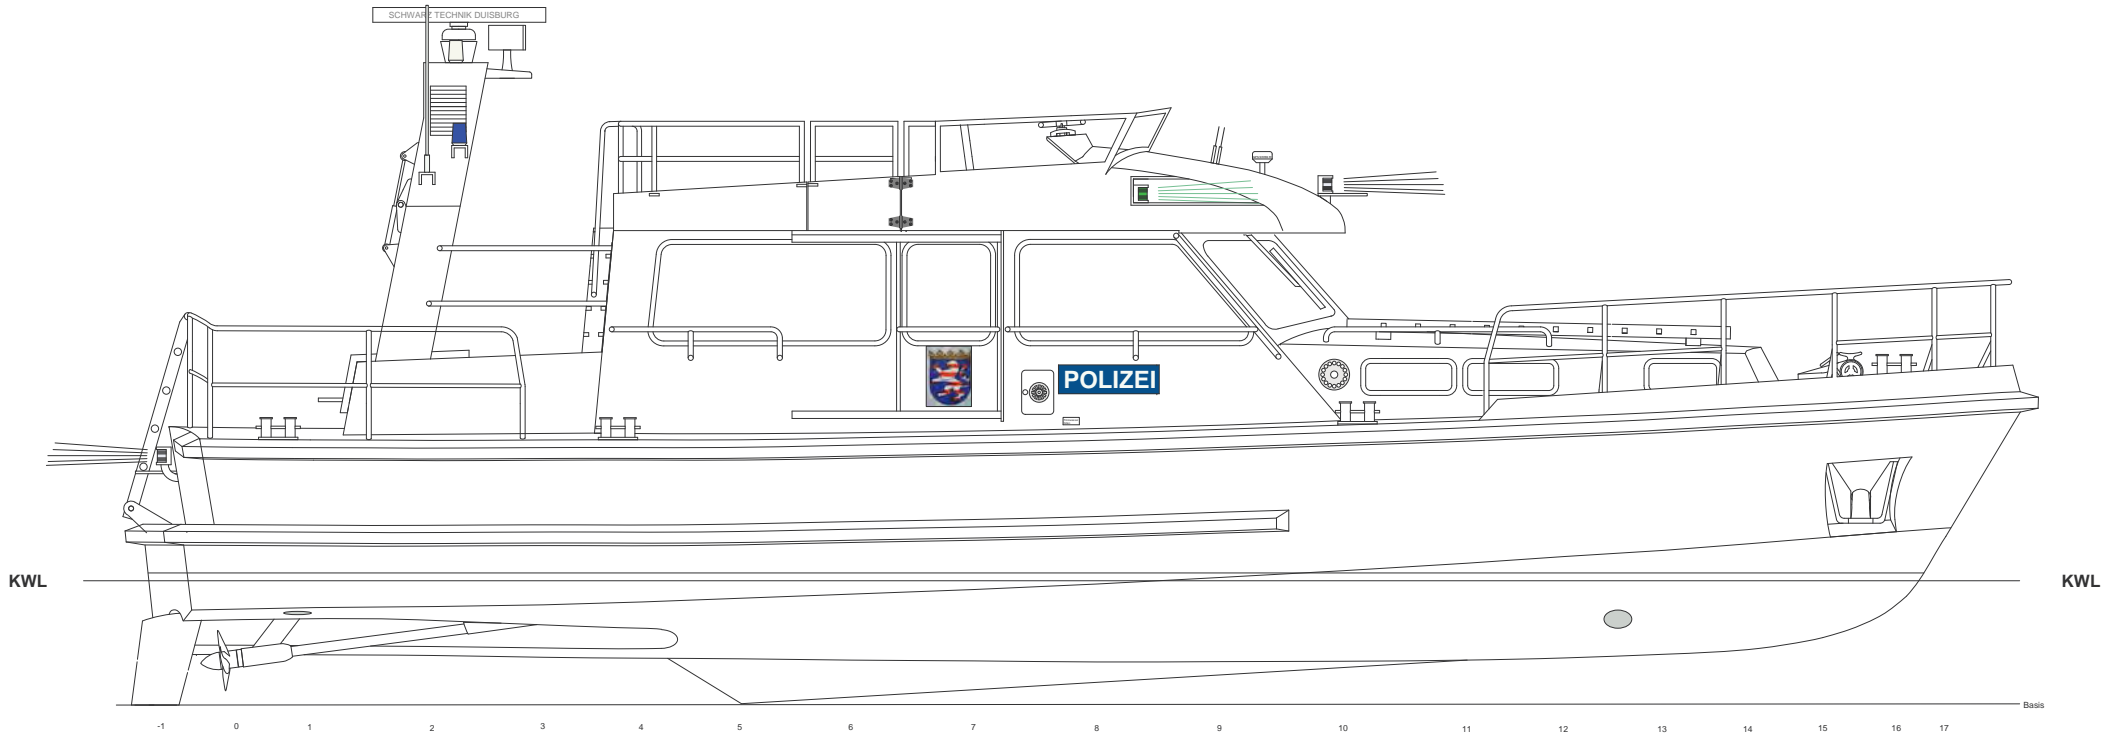 SCHWARZ TECHNIK DUISBURG
POLIZEI
KWL KWL
Basis
-1 0 1 2 3 4 5 6 7 8 9 10 11 12 13 14 15 16 17